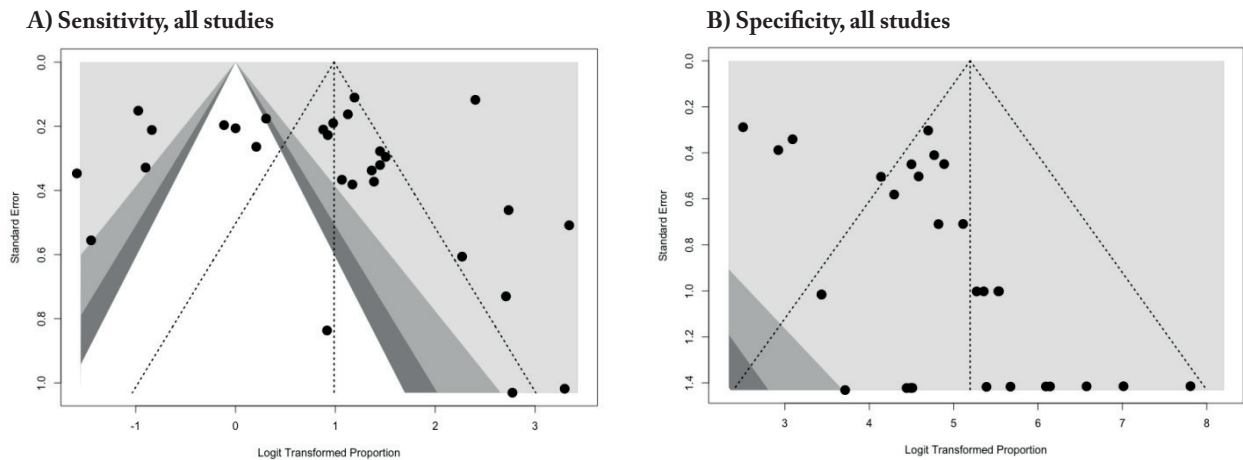 A) Sensitivity, all studies
0.0
0.2
0.4
0.6
0.8
1.0
Standard Error
-1 0 1 2 3
Logit Transformed Proportion
B) Specificity, all studies
0.0
0.2
0.4
0.6
0.8
1.0
1.2
1.4
Standard Error
3 4 5 6 7 8
Logit Transformed Proportion